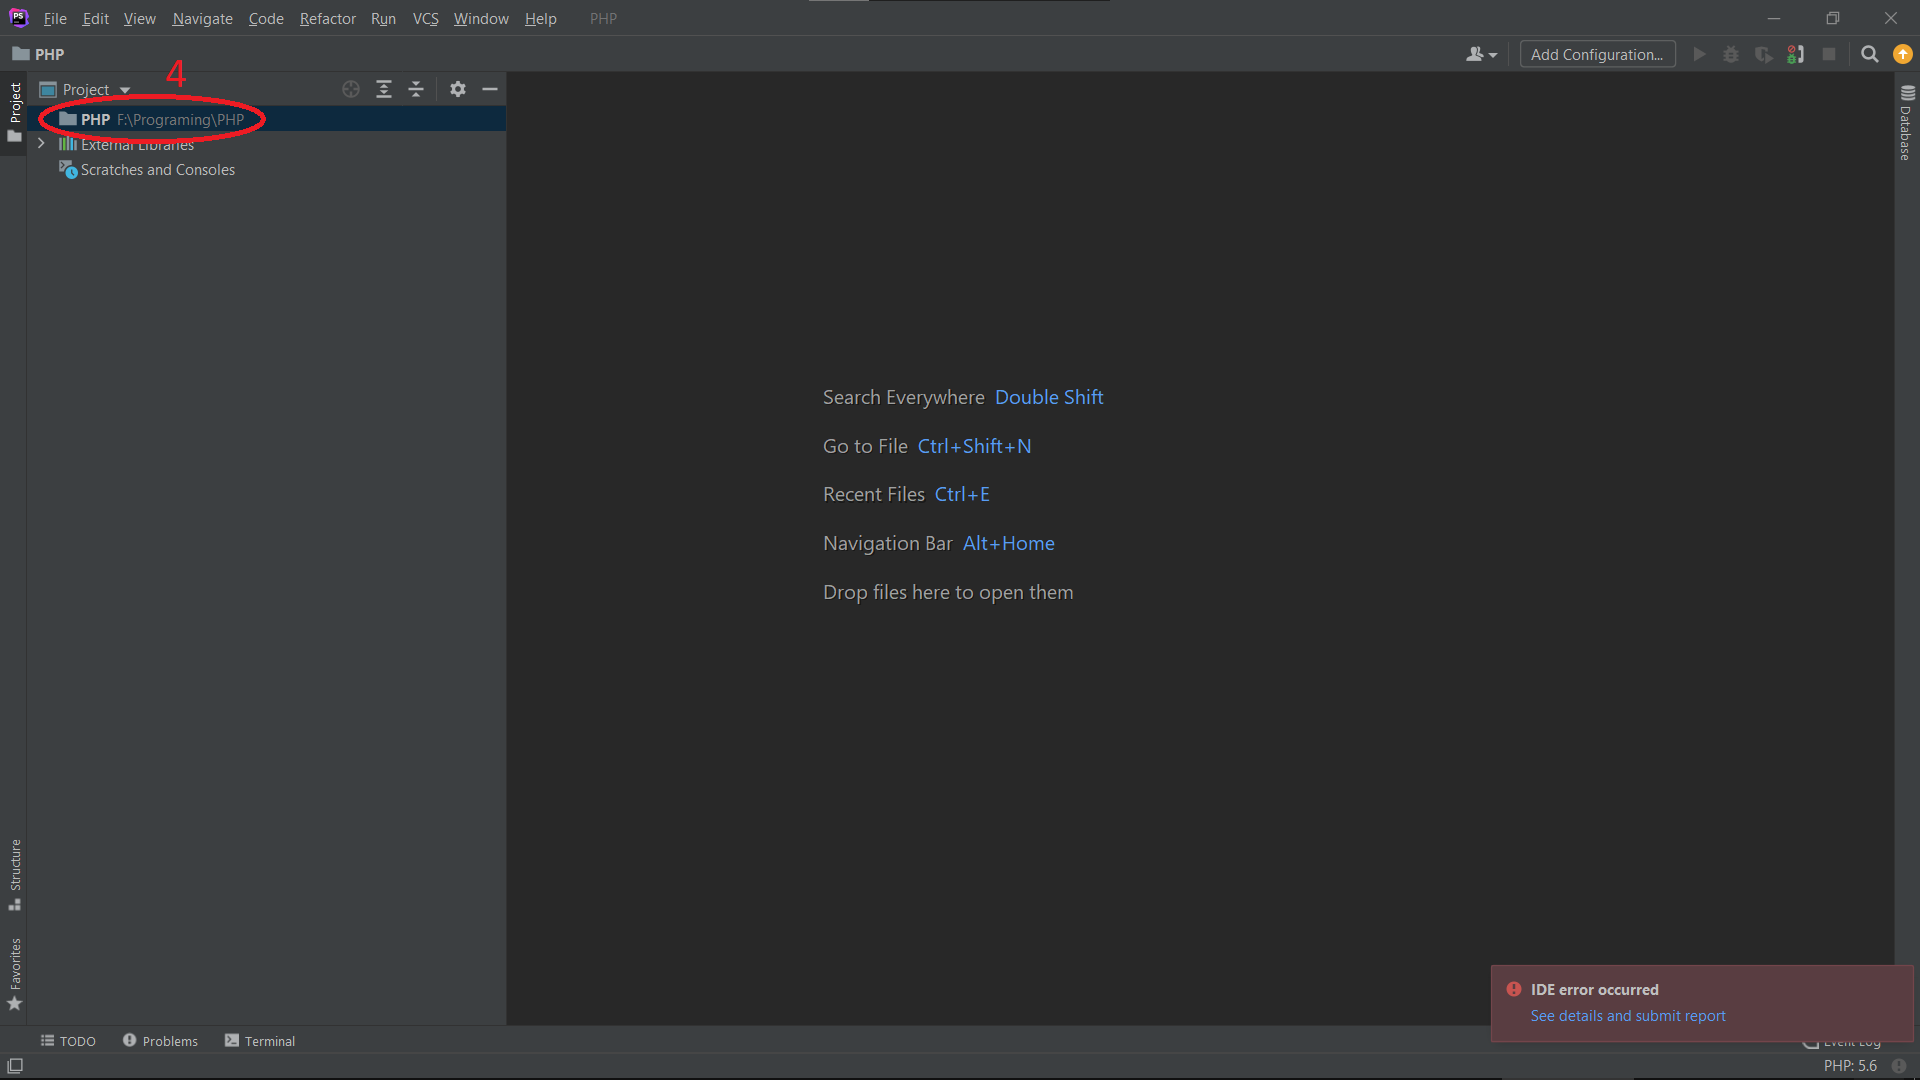 File Edit View Navigate Code Refactor Run VCS Window Help PHP
PHP
Add Configuration...
4
Project
Project
PHP F:\Programing\PHP
External Libraries
Scratches and Consoles
Database
Search Everywhere Double Shift
Go to File Ctrl+Shift+N
Recent Files Ctrl+E
Navigation Bar Alt+Home
Drop files here to open them
Structure
Favorites
IDE error occurred
See details and submit report
TODO Problems Terminal
Event Log
PHP: 5.6